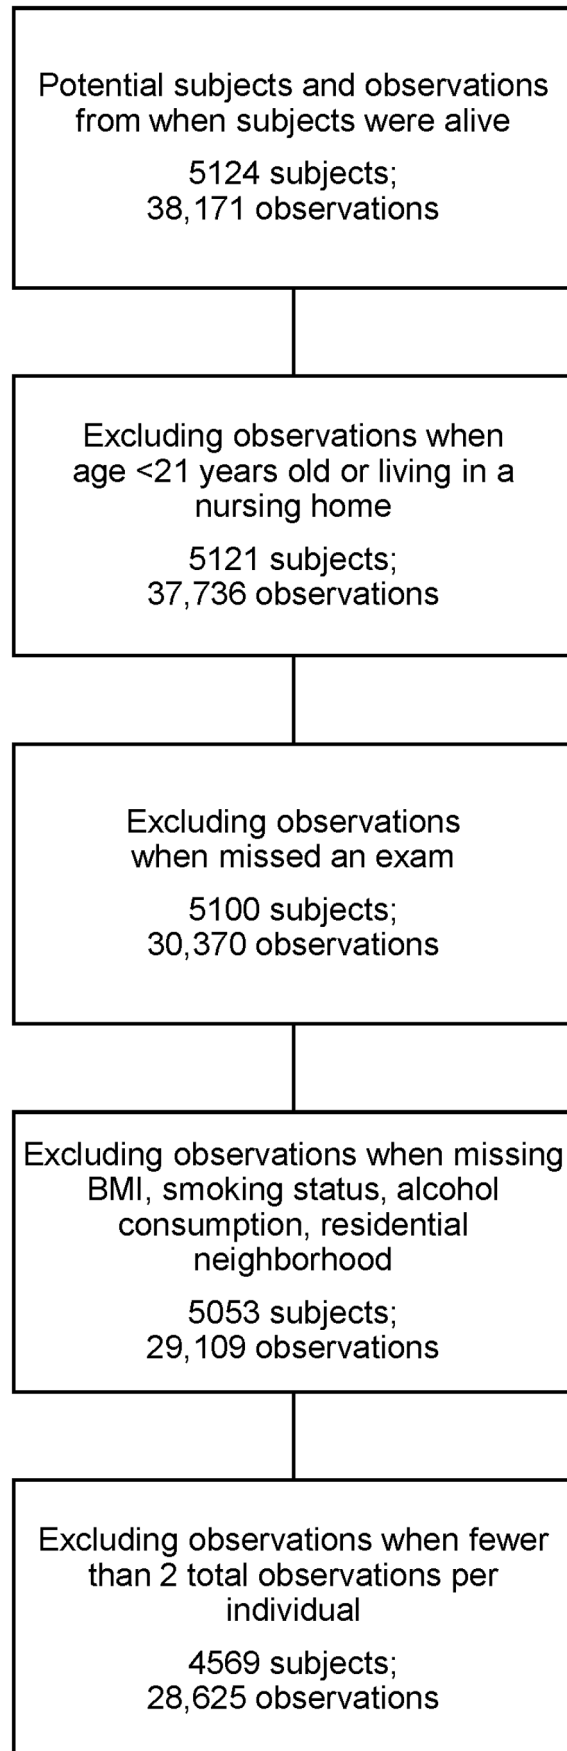 Potential subjects and observations
from when subjects were alive
5124 subjects;
38,171 observations
Excluding observations when
age <21 years old or living in a
nursing home
5121 subjects;
37,736 observations
Excluding observations
when missed an exam
5100 subjects;
30,370 observations
Excluding observations when missing
BMI, smoking status, alcohol
consumption, residential
neighborhood
5053 subjects;
29,109 observations
Excluding observations when fewer
than 2 total observations per
individual
4569 subjects;
28,625 observations